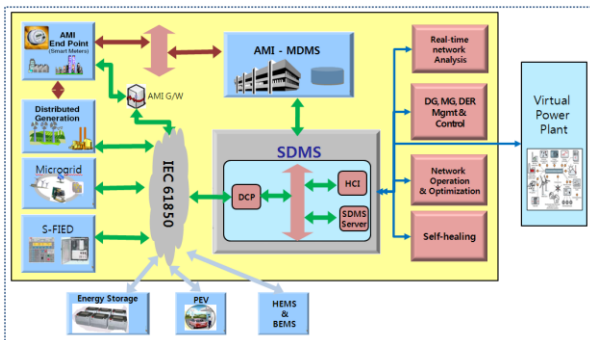 AMI
End Point
(Smart Meters)
AMI - MDMS
AMI G/W
Distributed
Generation
Microgrid
S-FIED
IEC 61850
SDMS
DCP
HCI
SDMS
Server
Real-time
network
Analysis
DG, MG, DER
Mgmt &
Control
Network
Operation
& Optimization
Self-healing
Virtual
Power
Plant
Energy Storage
PEV
HEMS
&
BEMS